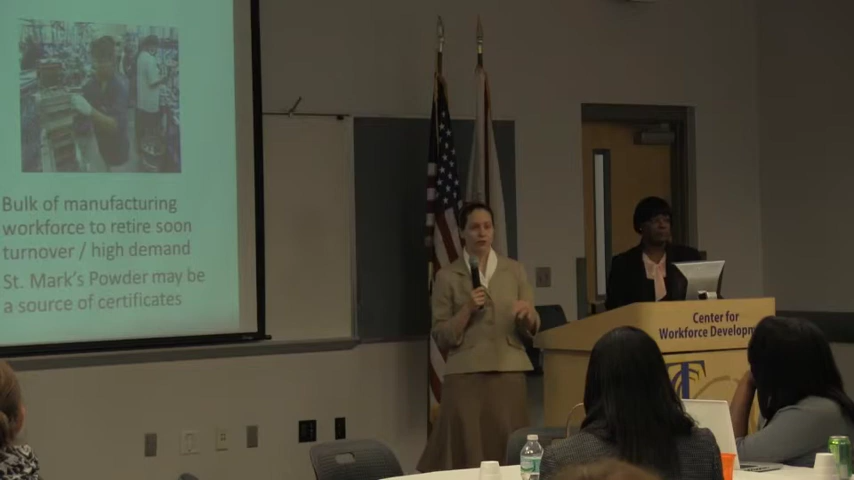 Bulk of manufacturing
workforce to retire soon
turnover / high demand
St. Mark's Powder may be
a source of certificates
Center for
Workforce Developm